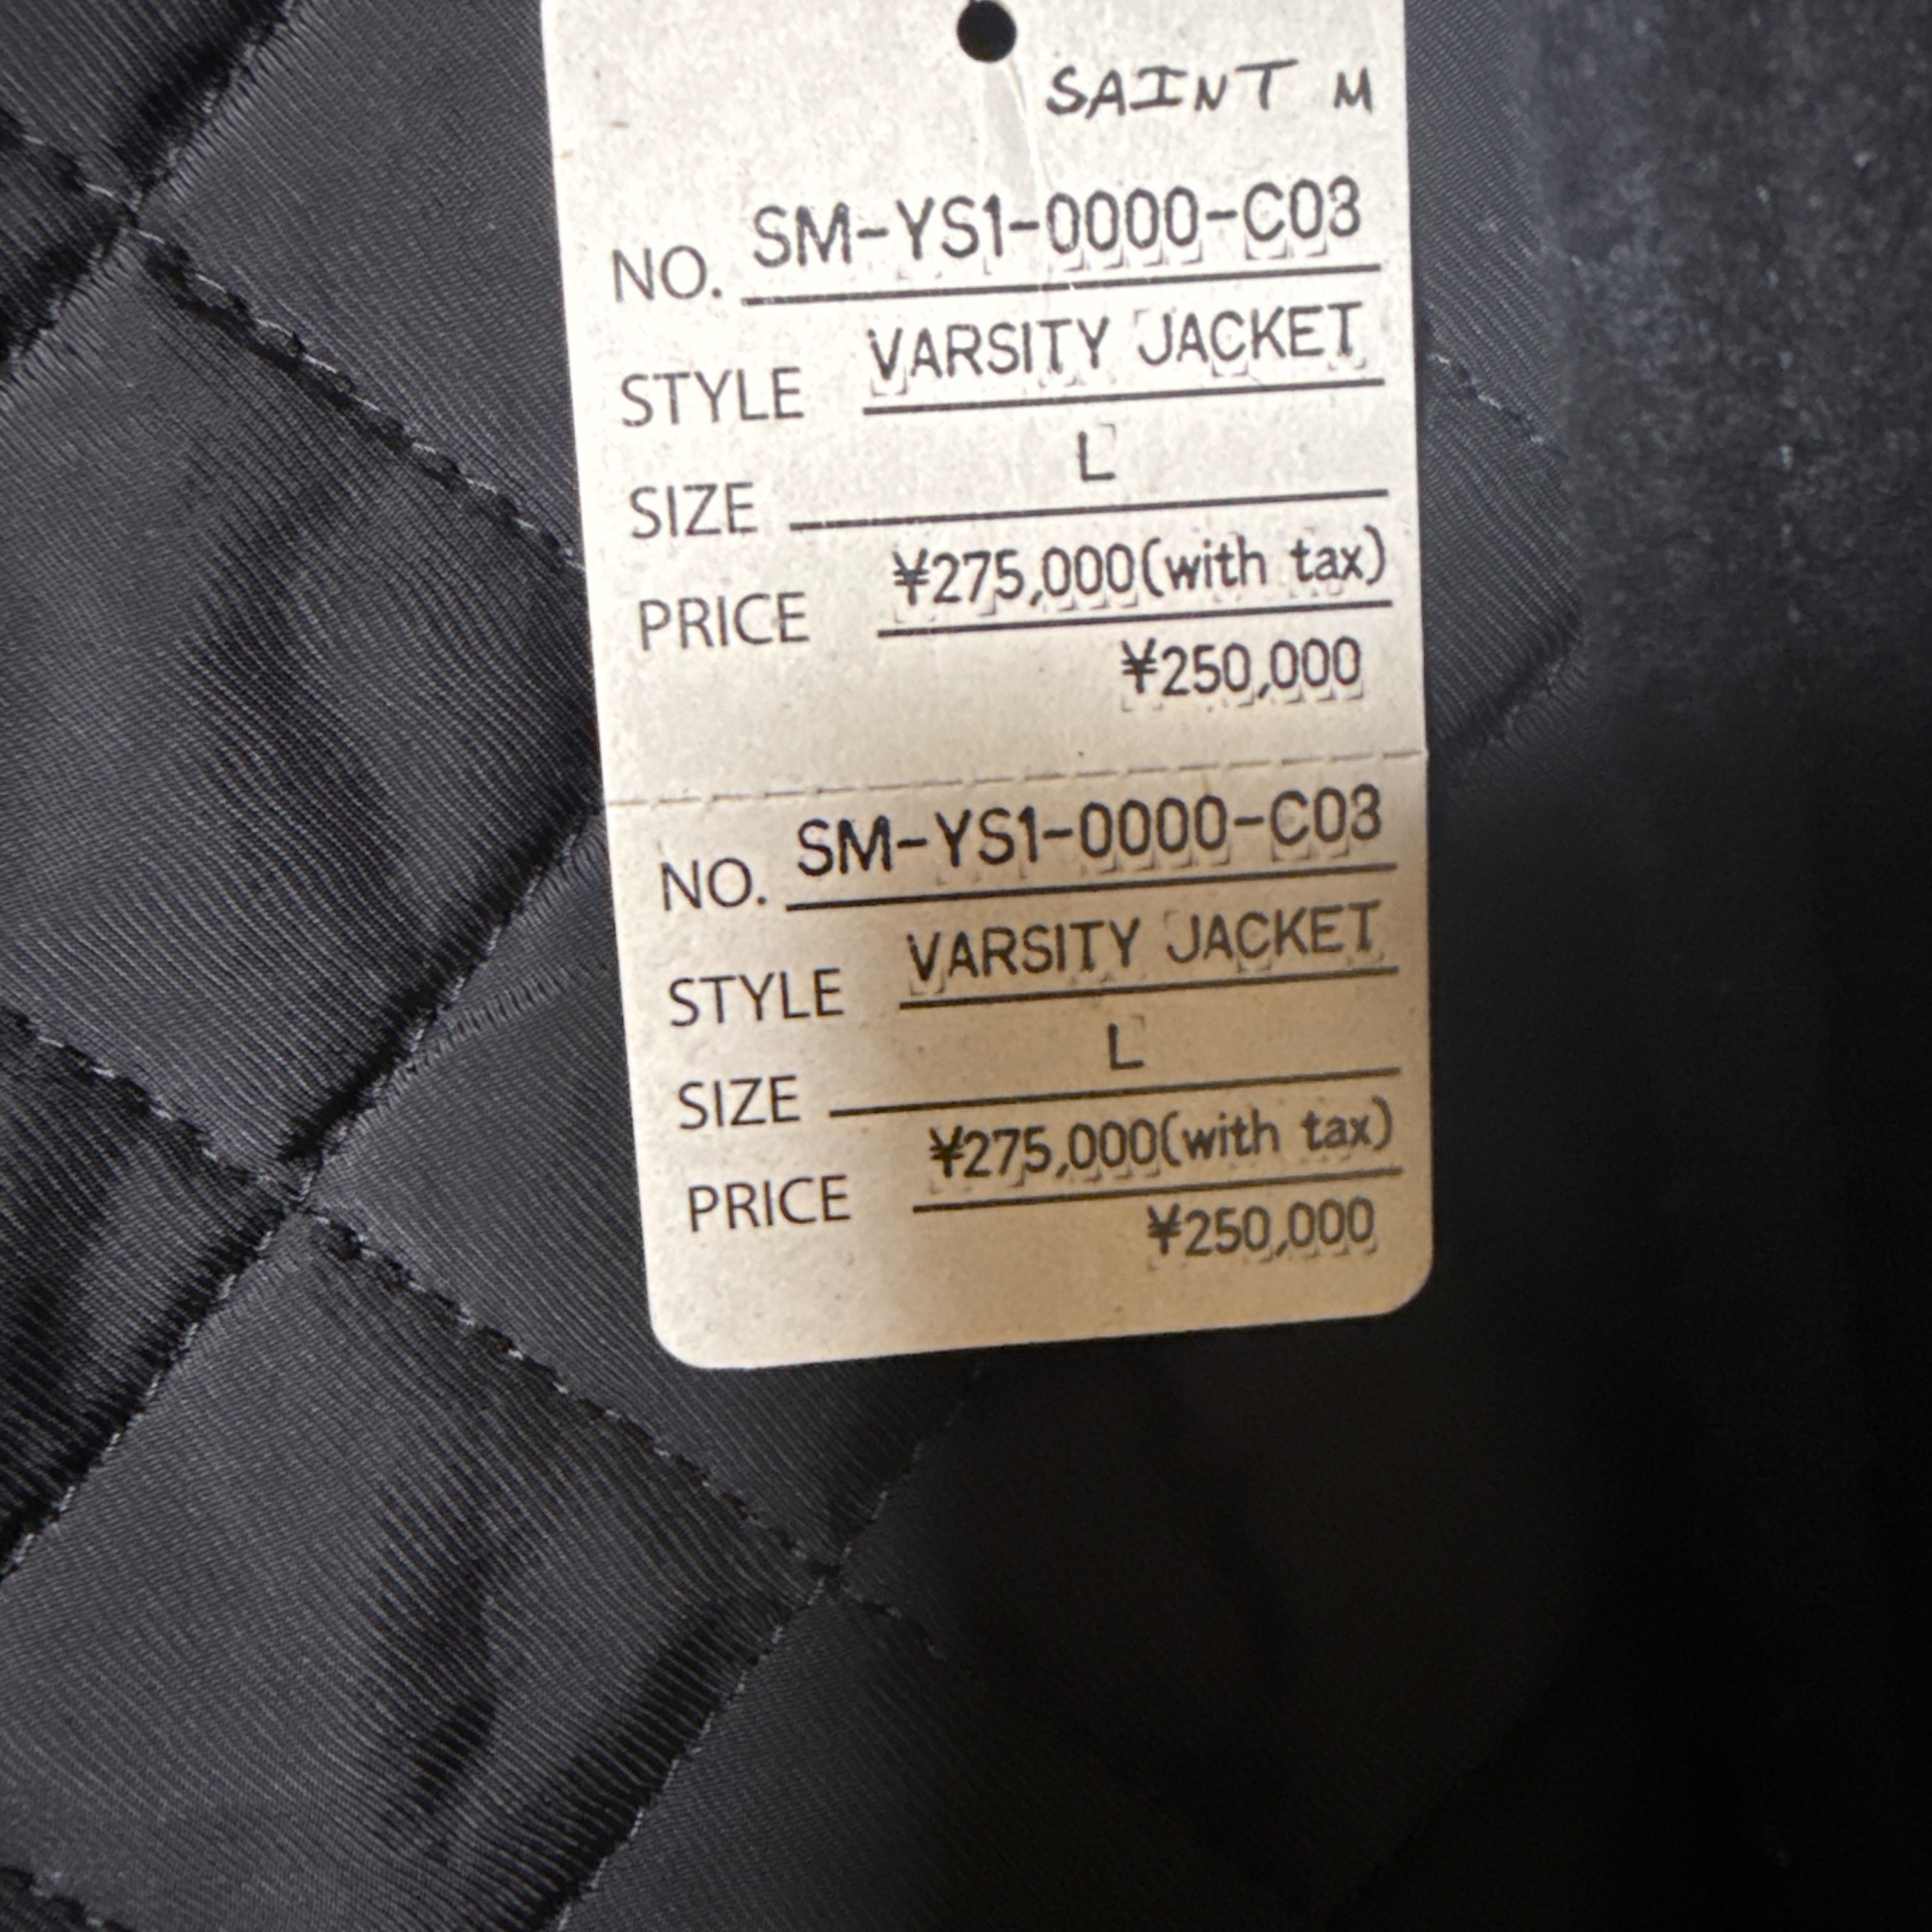 SAINT M
NO. SM-YS1-0000-C03
STYLE VARSITY JACKET
SIZE L
PRICE ¥275,000(with tax)
¥250,000
NO. SM-YS1-0000-C03
STYLE VARSITY JACKET
SIZE L
PRICE ¥275,000(with tax)
¥250,000